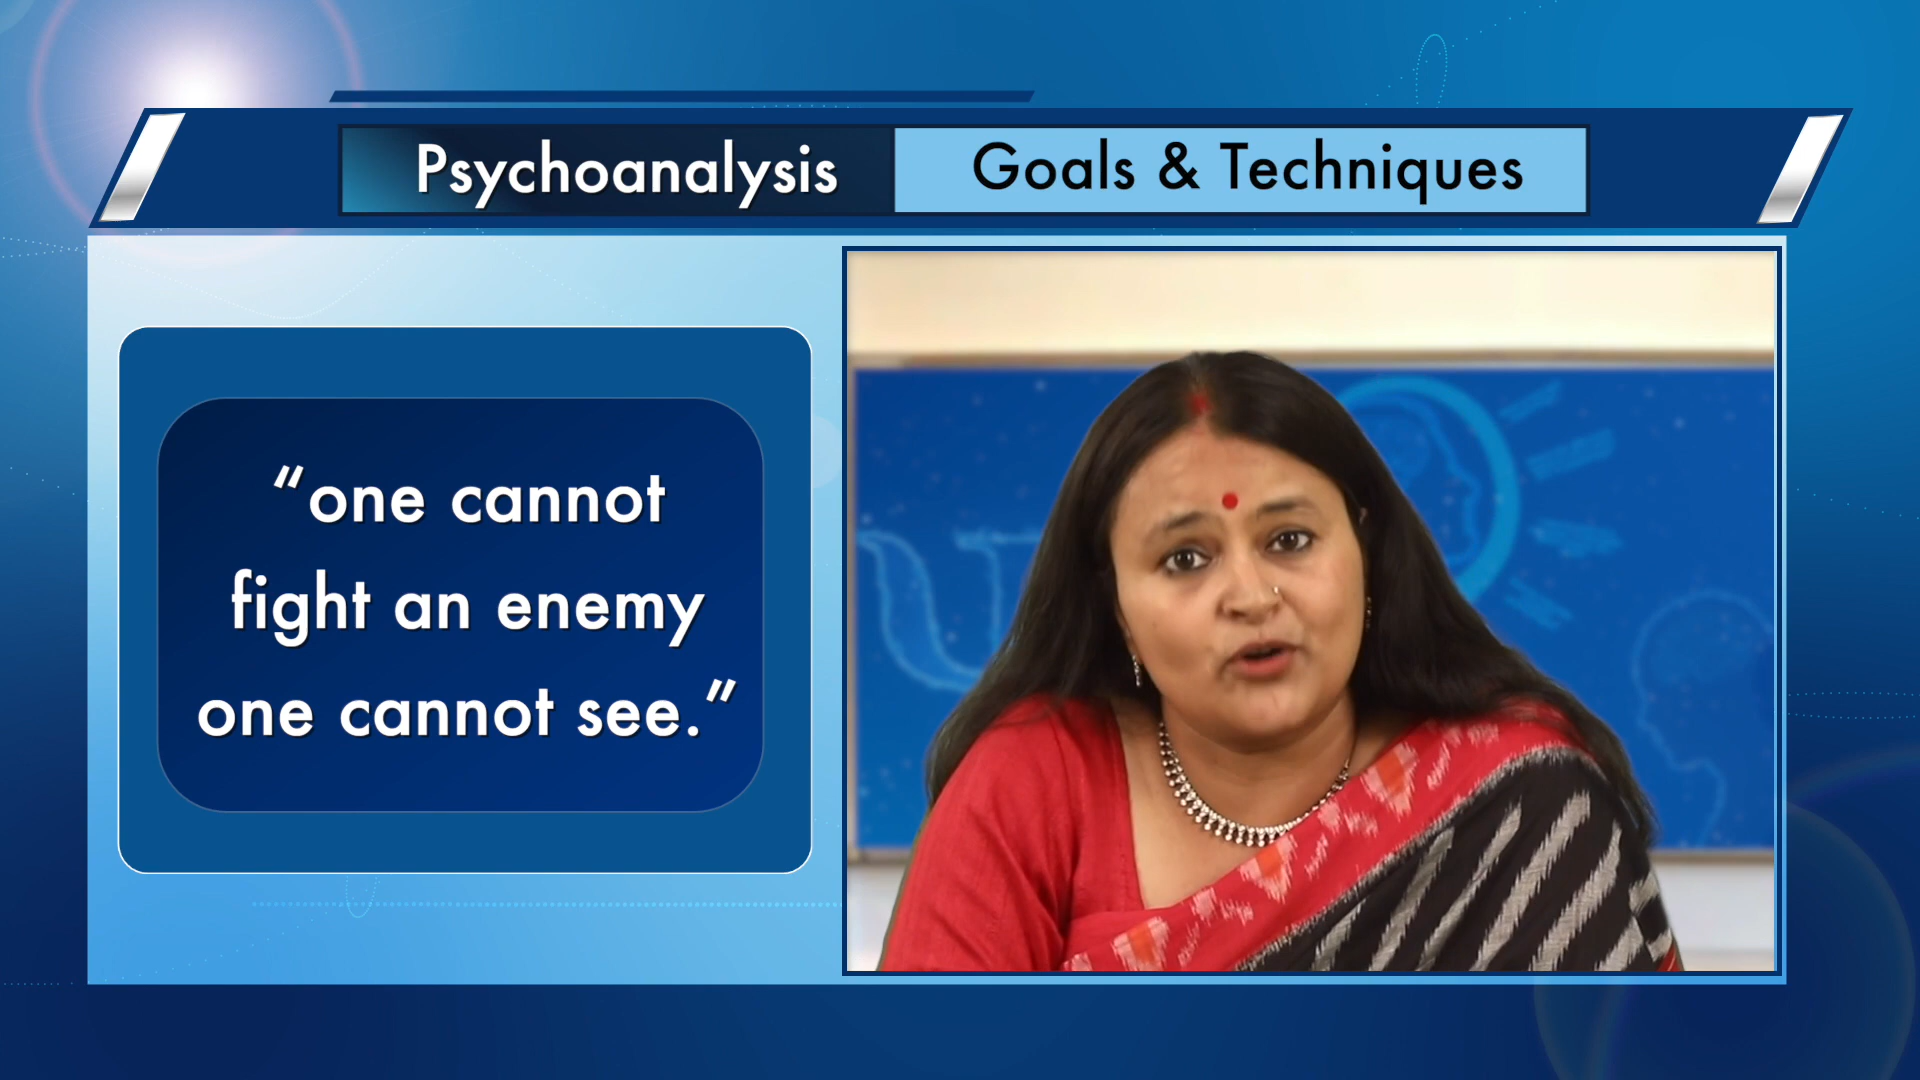 Psychoanalysis Goals & Techniques
“one cannot
fight an enemy
one cannot see.”
Ψ